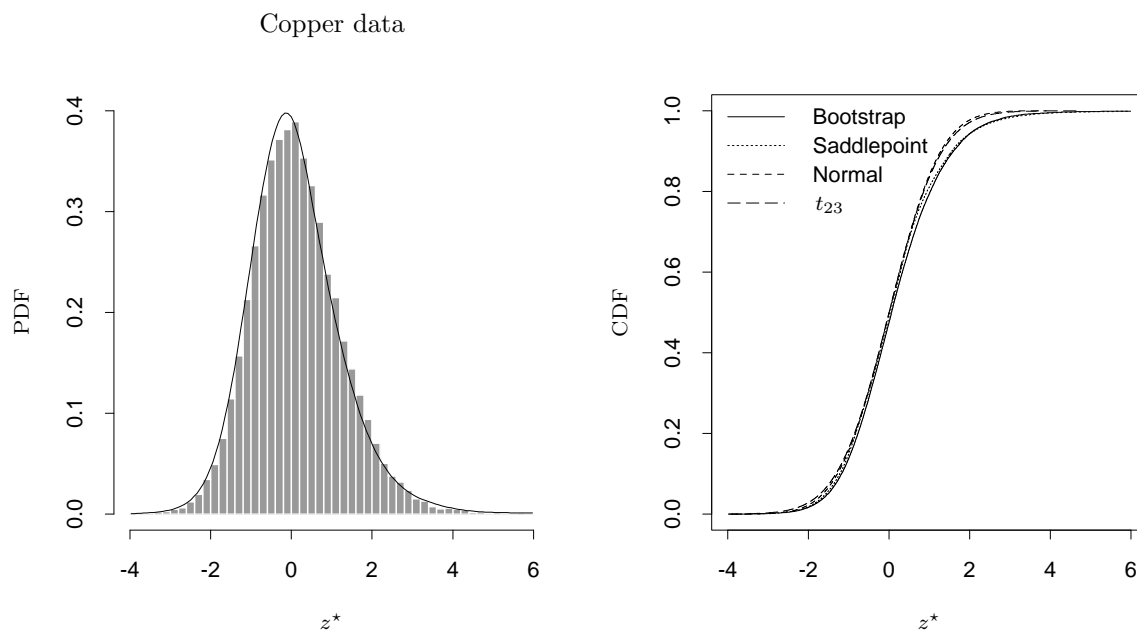 Copper data
PDF
0.0 0.1 0.2 0.3 0.4
-4 -2 0 2 4 6
z⋆
CDF
0.0 0.2 0.4 0.6 0.8 1.0
Bootstrap
Saddlepoint
Normal
t₂₃
-4 -2 0 2 4 6
z⋆